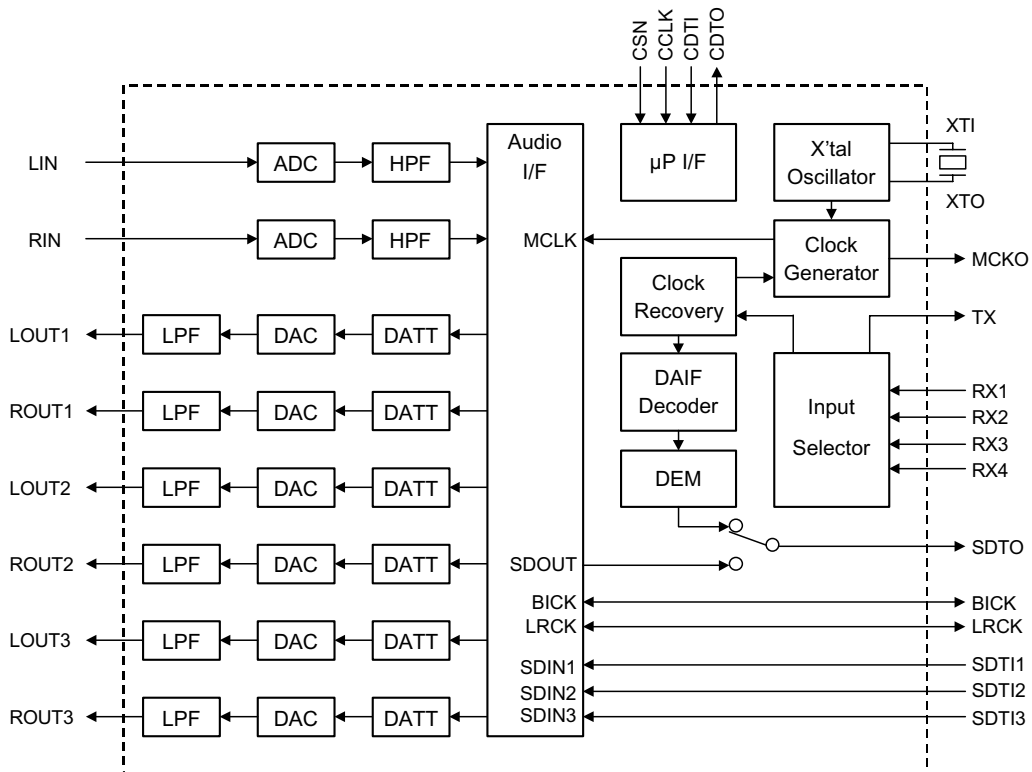 CSN
CCLK
CDTI
CDTO
Audio
I/F
µP I/F
X'tal
Oscillator
XTI
XTO
LIN
ADC
HPF
RIN
ADC
HPF
MCLK
Clock
Generator
MCKO
Clock
Recovery
TX
LOUT1
LPF
DAC
DATT
DAIF
Decoder
Input
Selector
RX1
RX2
RX3
RX4
ROUT1
LPF
DAC
DATT
LOUT2
LPF
DAC
DATT
DEM
SDTO
ROUT2
LPF
DAC
DATT
SDOUT
BICK
BICK
LRCK
LRCK
LOUT3
LPF
DAC
DATT
SDIN1
SDTI1
SDIN2
SDTI2
SDIN3
SDTI3
ROUT3
LPF
DAC
DATT